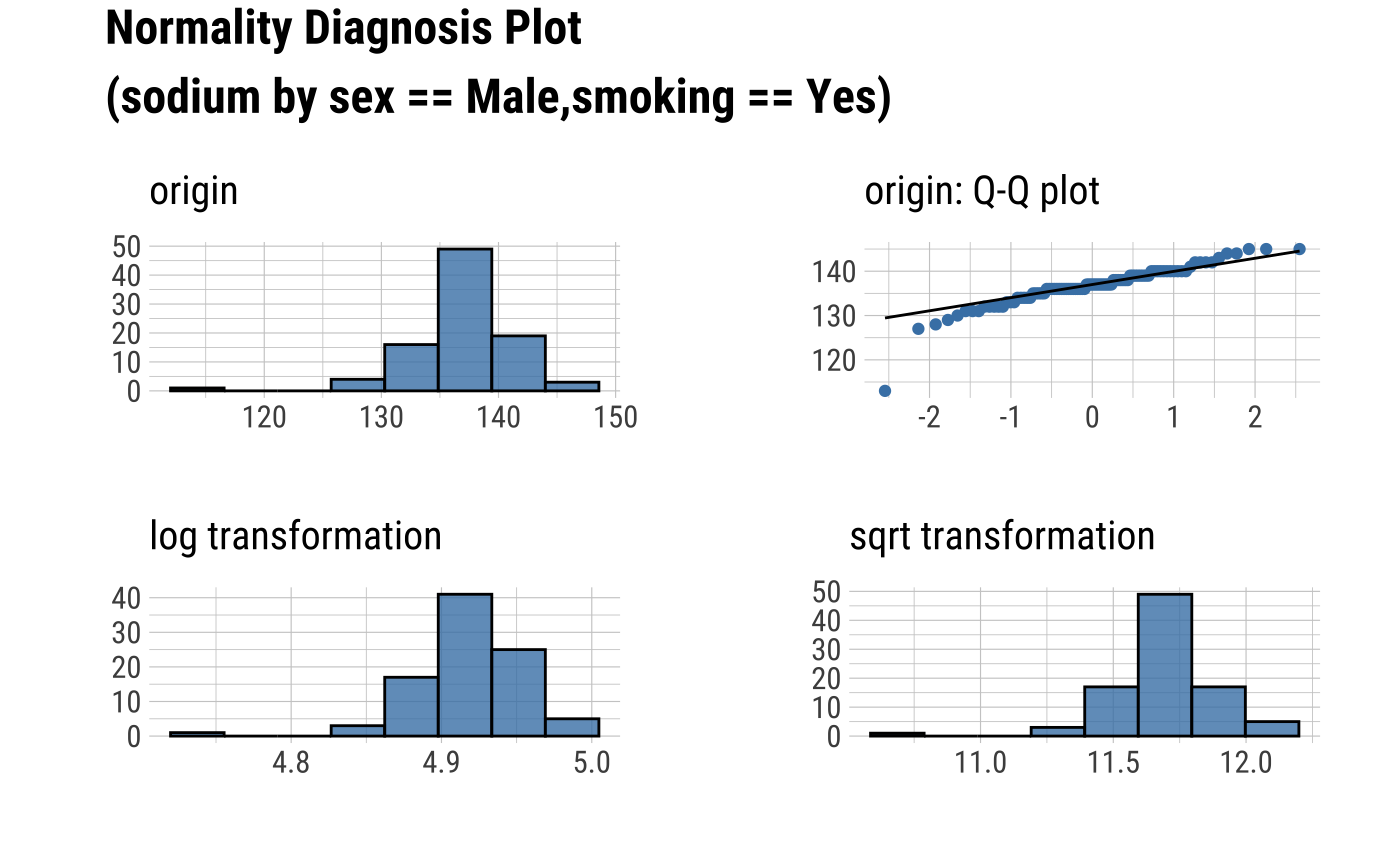 Normality Diagnosis Plot
(sodium by sex == Male,smoking == Yes)
origin
50
40
30
20
10
0
120 130 140 150
origin: Q-Q plot
140
130
120
-2 -1 0 1 2
log transformation
40
30
20
10
0
4.8 4.9 5.0
sqrt transformation
50
40
30
20
10
0
11.0 11.5 12.0